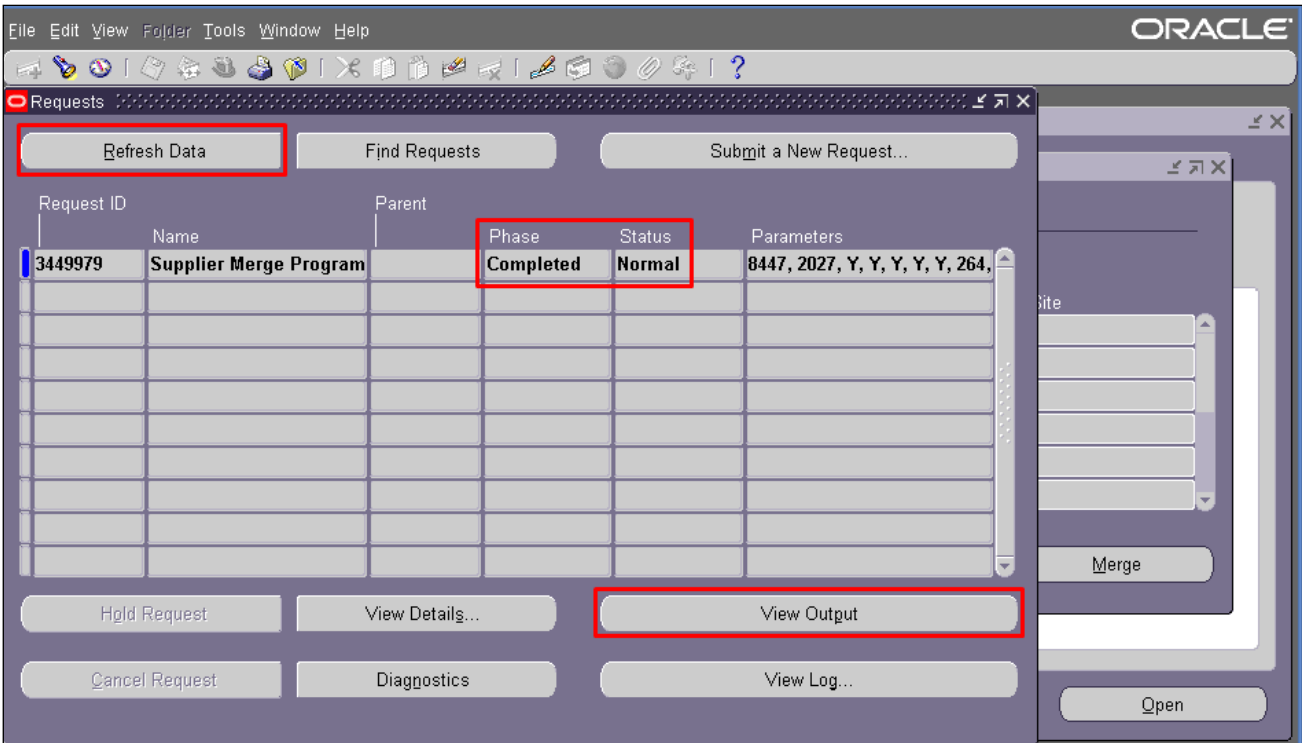 File Edit View Folder Tools Window Help
ORACLE
Requests
Refresh Data Find Requests Submit a New Request...
Request ID Parent
Name Phase Status Parameters
3449979 Supplier Merge Program Completed Normal 8447, 2027, Y, Y, Y, Y, Y, 264,
Site
Merge
Hold Request View Details... View Output
Cancel Request Diagnostics View Log...
Open